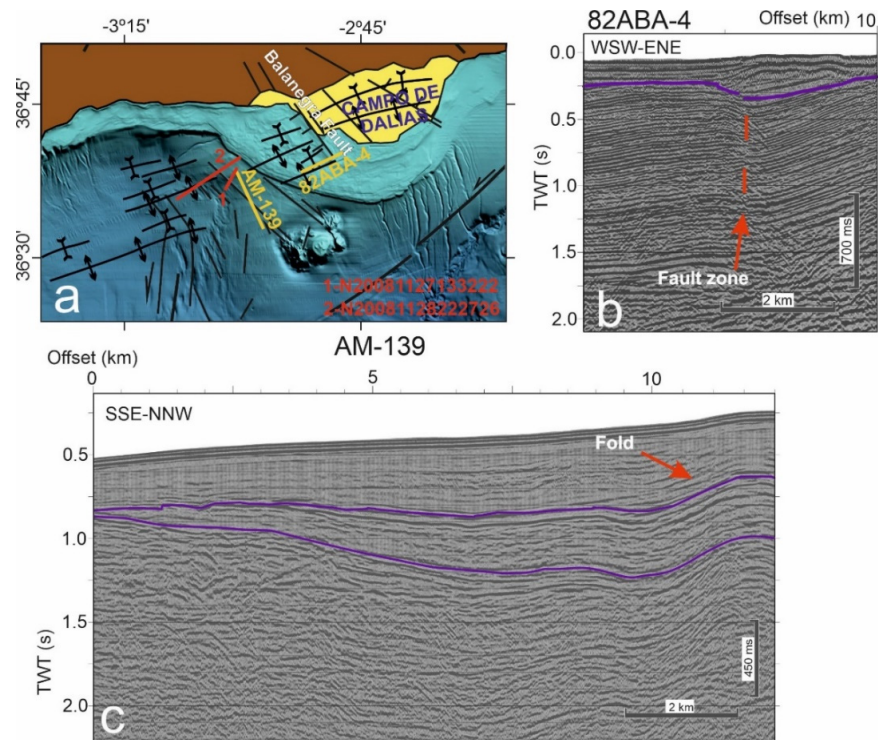 -3°15'
-2°45'
36°45'
36°30'
Balanegra Fault
CAMPO DE
DALIAS
82ABA-4
2
1
AM-139
1-N20081127133222
2-N20081128222726
a
82ABA-4
Offset (km)
10
WSW-ENE
0.0
0.5
1.0
1.5
2.0
TWT (s)
Fault zone
700 ms
2 km
b
AM-139
Offset (km)
0
5
10
SSE-NNW
Fold
0.5
1.0
1.5
2.0
TWT (s)
450 ms
2 km
c